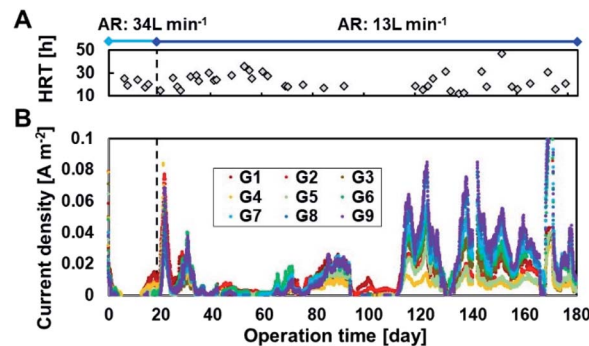 A
AR: 34L min⁻¹
AR: 13L min⁻¹
HRT [h]
50
30
10
B
Current density [A m⁻²]
0.1
0.08
0.06
0.04
0.02
0
G1 G2 G3
G4 G5 G6
G7 G8 G9
0 20 40 60 80 100 120 140 160 180
Operation time [day]